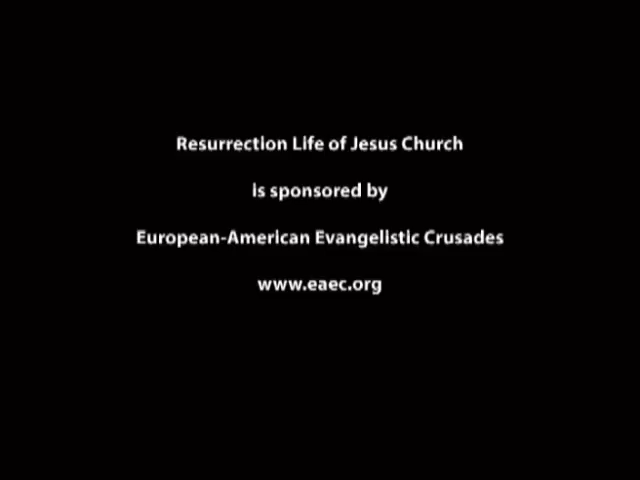 Resurrection Life of Jesus Church
is sponsored by
European-American Evangelistic Crusades
www.eaec.org